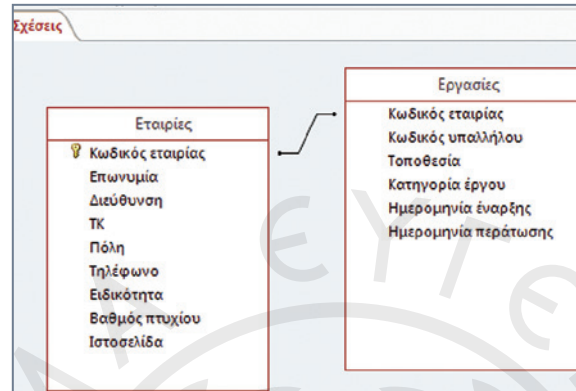 Σχέσεις
Εταιρίες
Κωδικός εταιρίας
Επωνυμία
Διεύθυνση
ΤΚ
Πόλη
Τηλέφωνο
Ειδικότητα
Βαθμός πτυχίου
Ιστοσελίδα
Εργασίες
Κωδικός εταιρίας
Κωδικός υπαλλήλου
Τοποθεσία
Κατηγορία έργου
Ημερομηνία έναρξης
Ημερομηνία περάτωσης